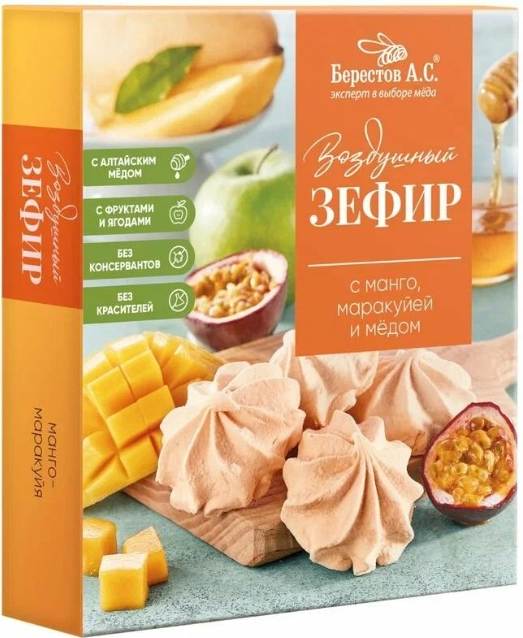 Берестов А.С.®
эксперт в выборе мёда
Воздушный
ЗЕФИР
с манго,
маракуйей
и мёдом
С АЛТАЙСКИМ
МЁДОМ
С ФРУКТАМИ
И ЯГОДАМИ
БЕЗ
КОНСЕРВАНТОВ
БЕЗ
КРАСИТЕЛЕЙ
Воздушный
ЗЕФИР
манго–
маракуйя